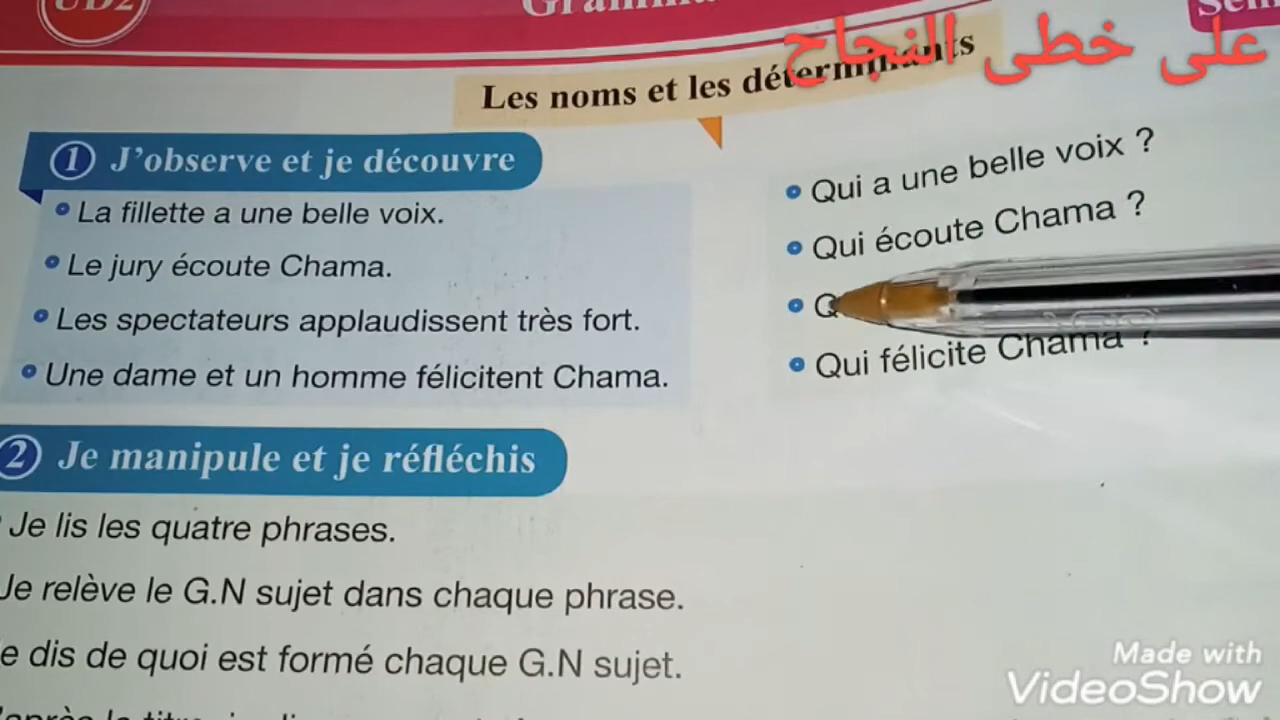 UD2
على خطى النجاح
Les noms et les déterminants
1 J'observe et je découvre
• La fillette a une belle voix.
• Le jury écoute Chama.
• Les spectateurs applaudissent très fort.
• Une dame et un homme félicitent Chama.
• Qui a une belle voix ?
• Qui écoute Chama ?
• Qui félicite Chama ?
2 Je manipule et je réfléchis
Je lis les quatre phrases.
Je relève le G.N sujet dans chaque phrase.
dis de quoi est formé chaque G.N sujet.
Made with
VideoShow